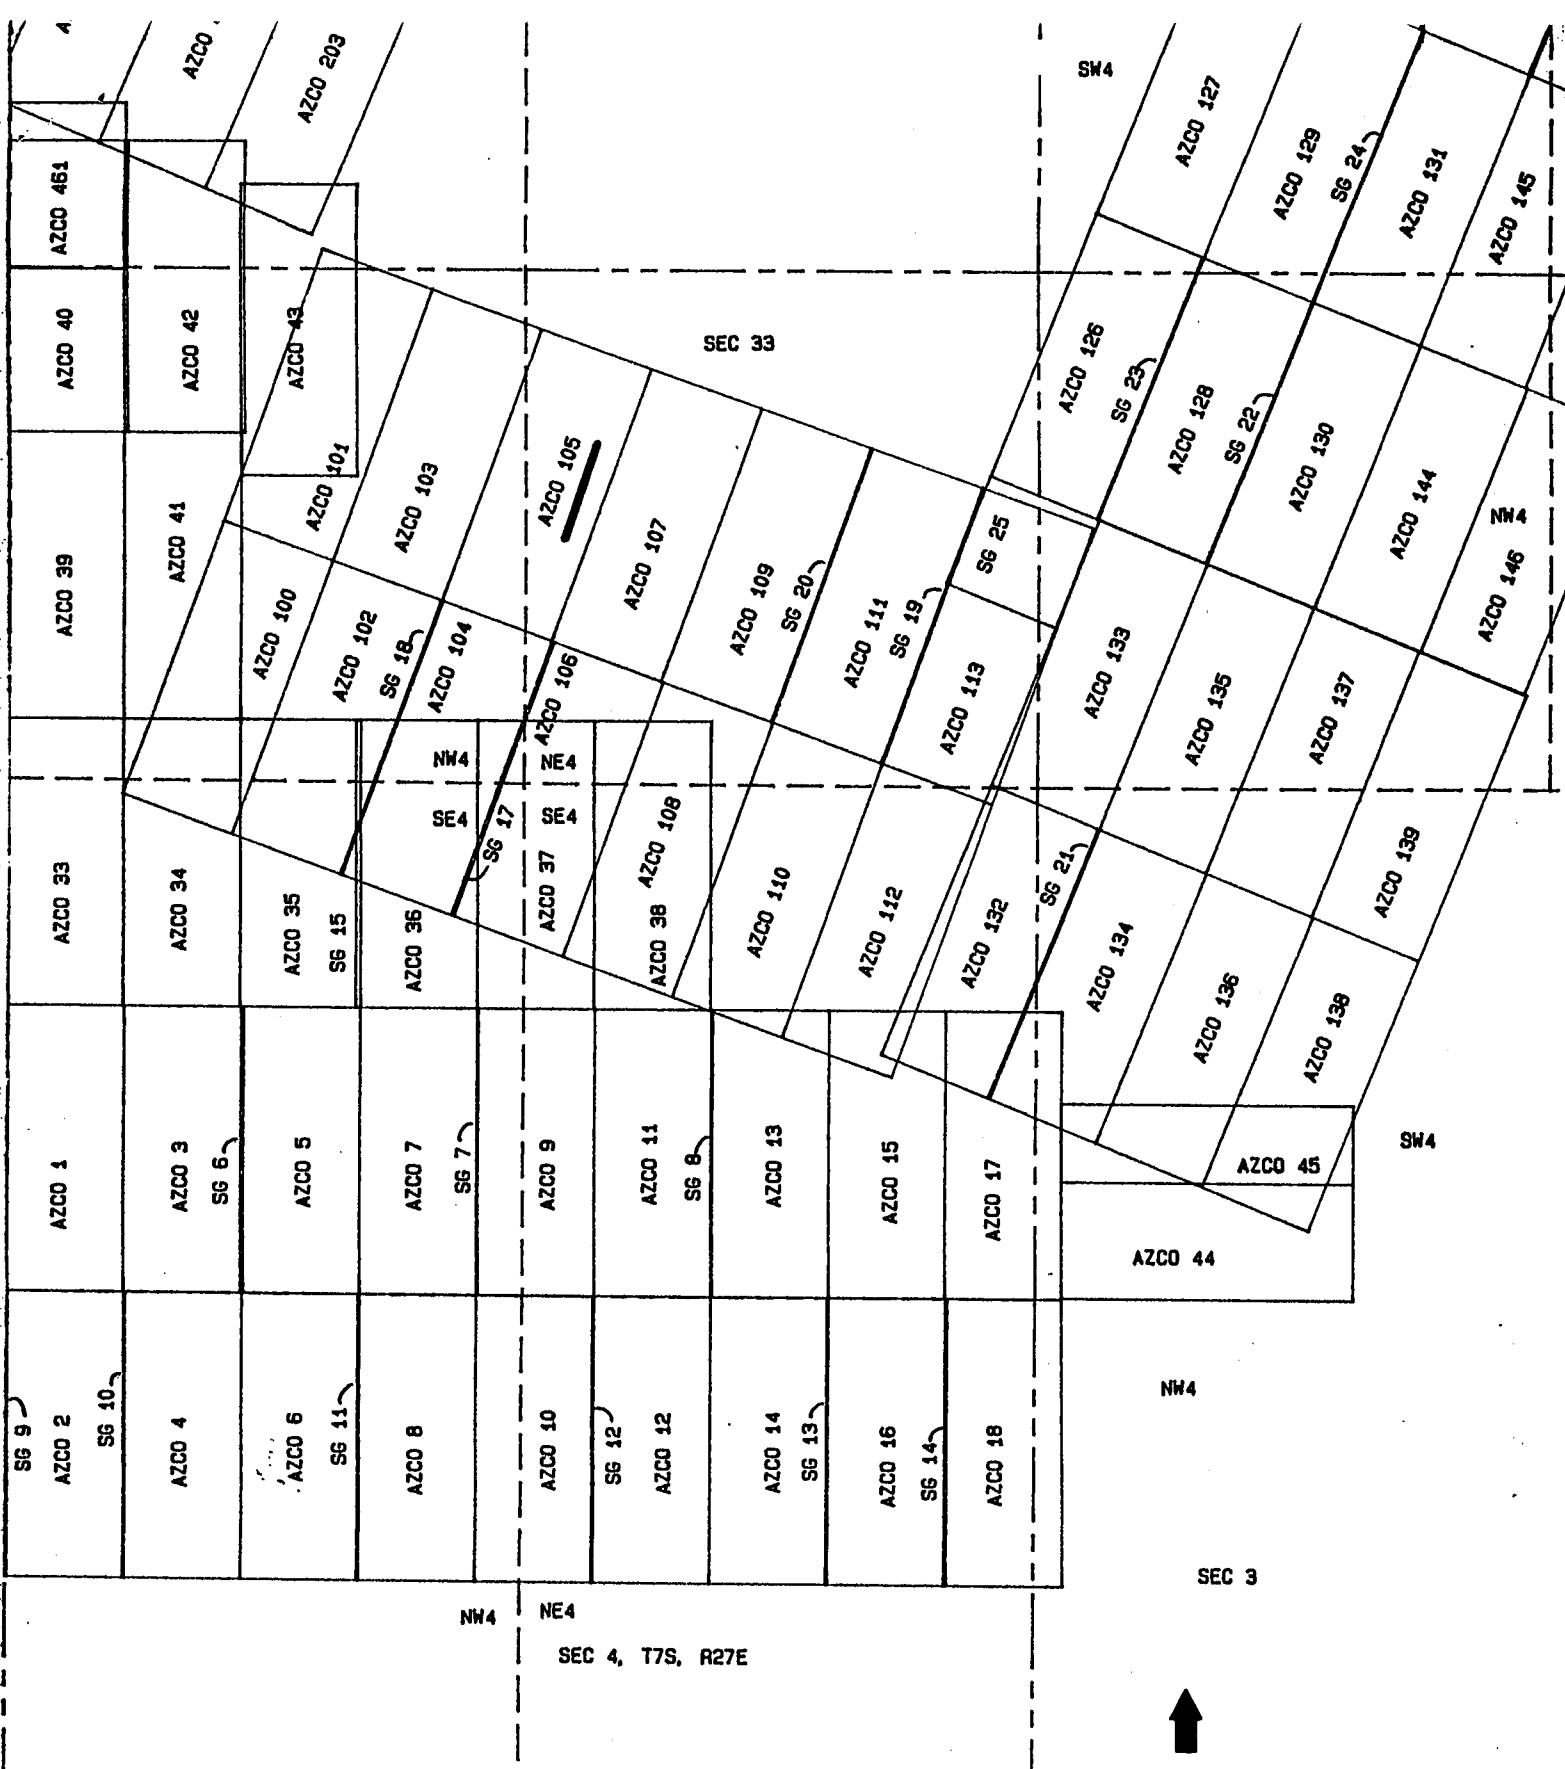 A
AZCO
AZCO 203
SW4
AZCO 127
AZCO 129
SG 24
AZCO 131
AZCO 145
AZCO 461
AZCO 40
AZCO 42
AZCO 43
SEC 33
AZCO 126
SG 23
AZCO 128
SG 22
AZCO 130
AZCO 144
NW4
AZCO 146
AZCO 39
AZCO 41
AZCO 101
AZCO 103
AZCO 105
AZCO 107
AZCO 109
SG 20
AZCO 111
SG 19
SG 25
AZCO 113
AZCO 133
AZCO 135
AZCO 137
AZCO 100
AZCO 102
SG 18
AZCO 104
AZCO 106
NW4
NE4
SE4
SE4
SG 17
AZCO 108
AZCO 33
AZCO 34
AZCO 35
SG 15
AZCO 36
AZCO 37
AZCO 38
AZCO 110
AZCO 112
AZCO 132
SG 21
AZCO 134
AZCO 136
AZCO 138
AZCO 139
AZCO 1
AZCO 3
SG 6
AZCO 5
AZCO 7
SG 7
AZCO 9
AZCO 11
SG 8
AZCO 13
AZCO 15
AZCO 17
AZCO 45
SW4
AZCO 44
SG 9
AZCO 2
SG 10
AZCO 4
AZCO 6
SG 11
AZCO 8
AZCO 10
SG 12
AZCO 12
AZCO 14
SG 13
AZCO 16
SG 14
AZCO 18
NW4
SEC 3
NW4
NE4
SEC 4, T7S, R27E